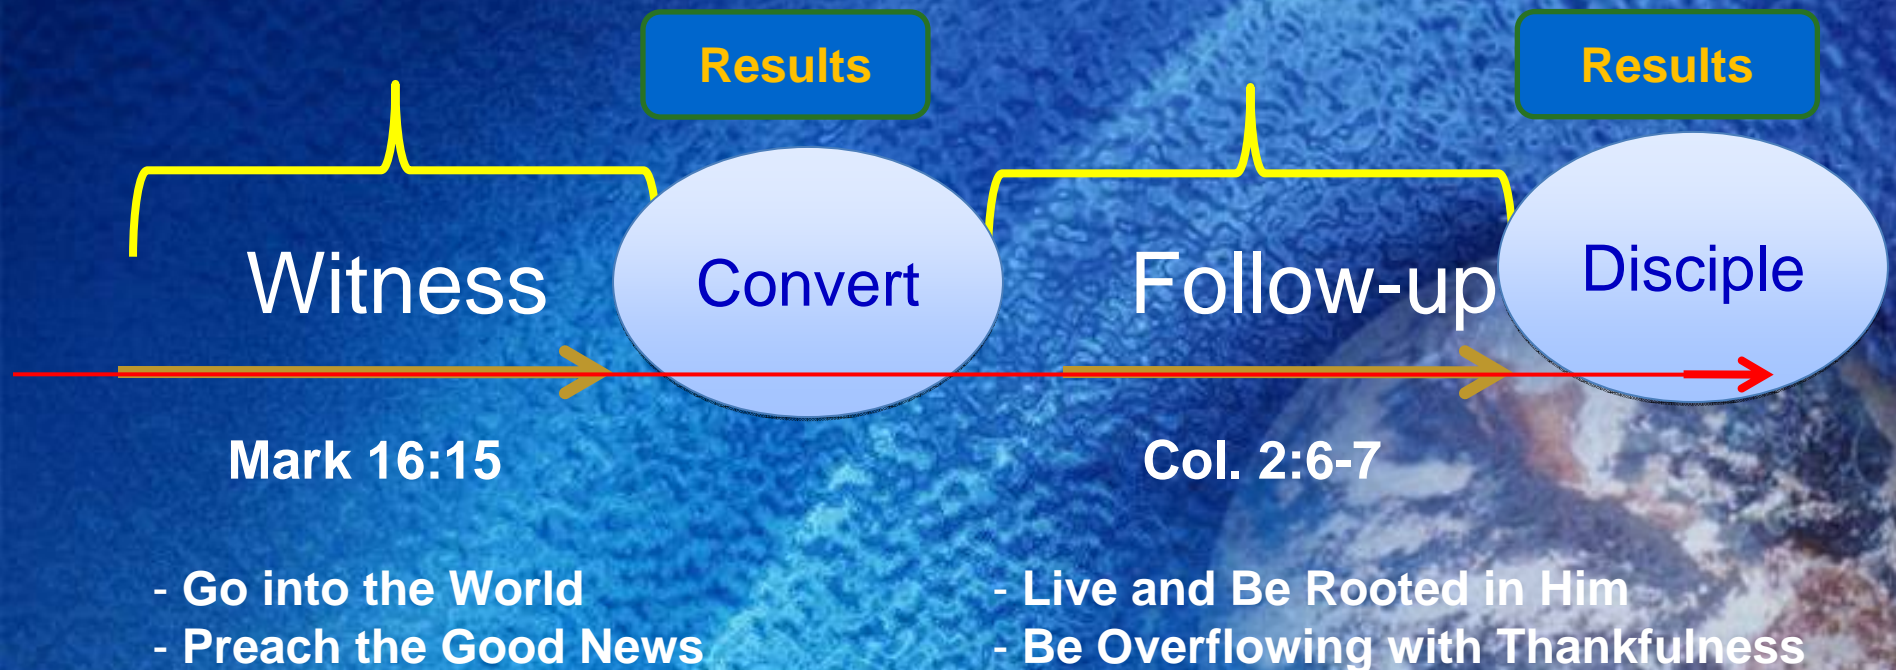 Results
Results
Witness
Convert
Follow-up
Disciple
Mark 16:15
Col. 2:6-7
- Go into the World
- Preach the Good News
- Live and Be Rooted in Him
- Be Overflowing with Thankfulness